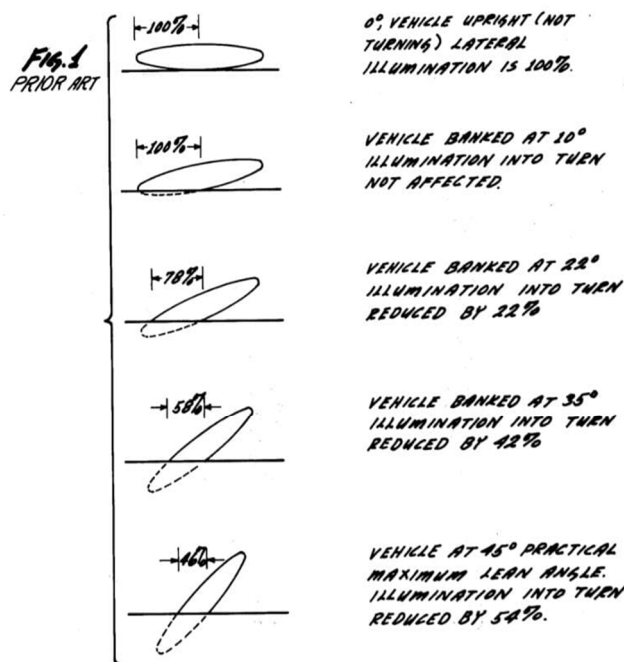 FIG.1
PRIOR ART
100%
0°, VEHICLE UPRIGHT (NOT
TURNING) LATERAL
ILLUMINATION IS 100%.
100%
VEHICLE BANKED AT 10°
ILLUMINATION INTO TURN
NOT AFFECTED.
78%
VEHICLE BANKED AT 22°
ILLUMINATION INTO TURN
REDUCED BY 22%
58%
VEHICLE BANKED AT 35°
ILLUMINATION INTO TURN
REDUCED BY 42%
46%
VEHICLE AT 45° PRACTICAL
MAXIMUM LEAN ANGLE.
ILLUMINATION INTO TURN
REDUCED BY 54%.